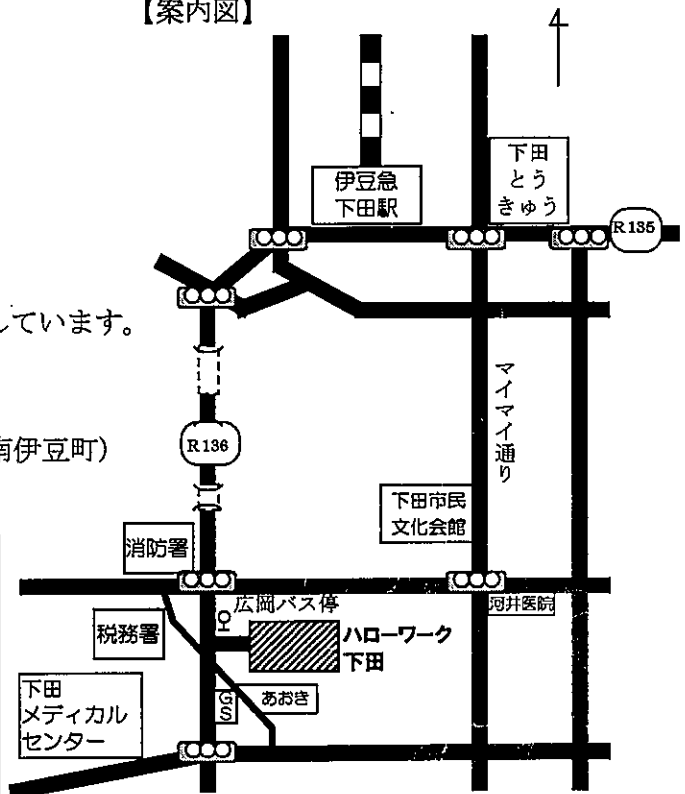 【案内図】
下田
とう
きゅう
伊豆急
下田駅
R135
しています。
マイマイ通り
R136
南伊豆町）
下田市民
文化会館
消防署
広岡バス停
河井医院
税務署
ハローワーク
下田
下田
メディカル
センター
GS
あおき